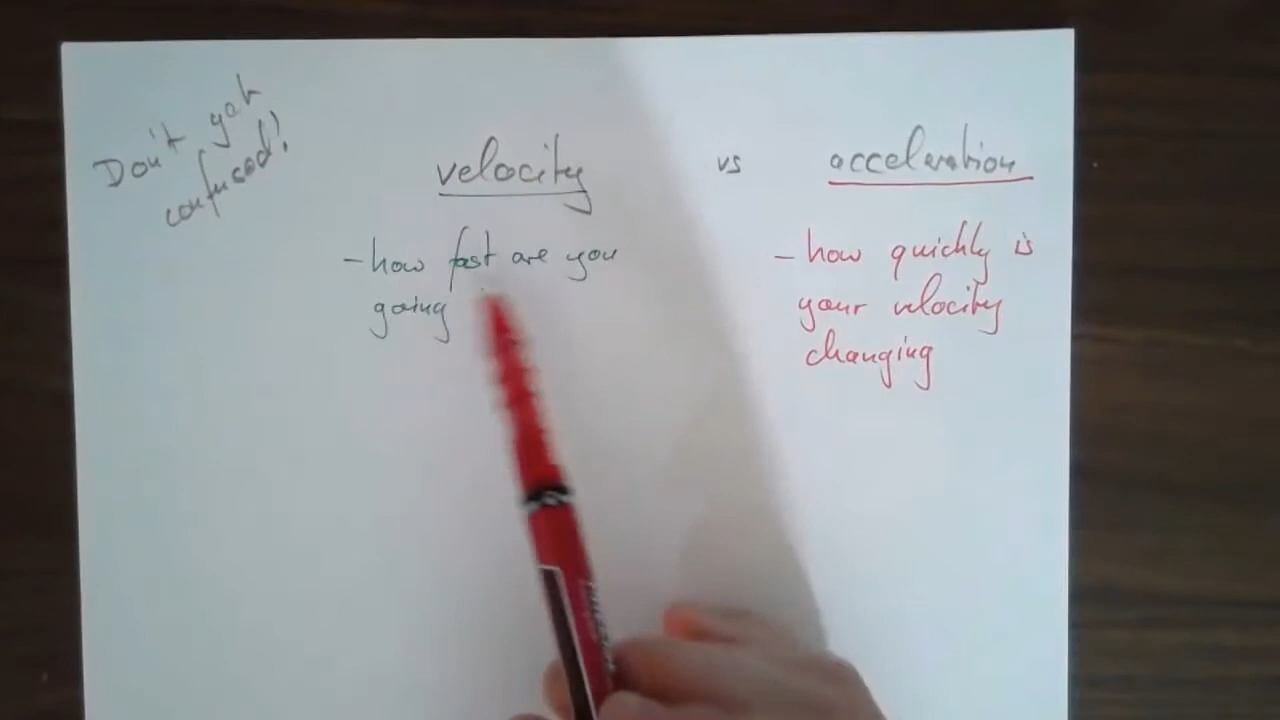 Don't get
confused!
velocity vs acceleration
- how fast are you
going
- how quickly is
your velocity
changing